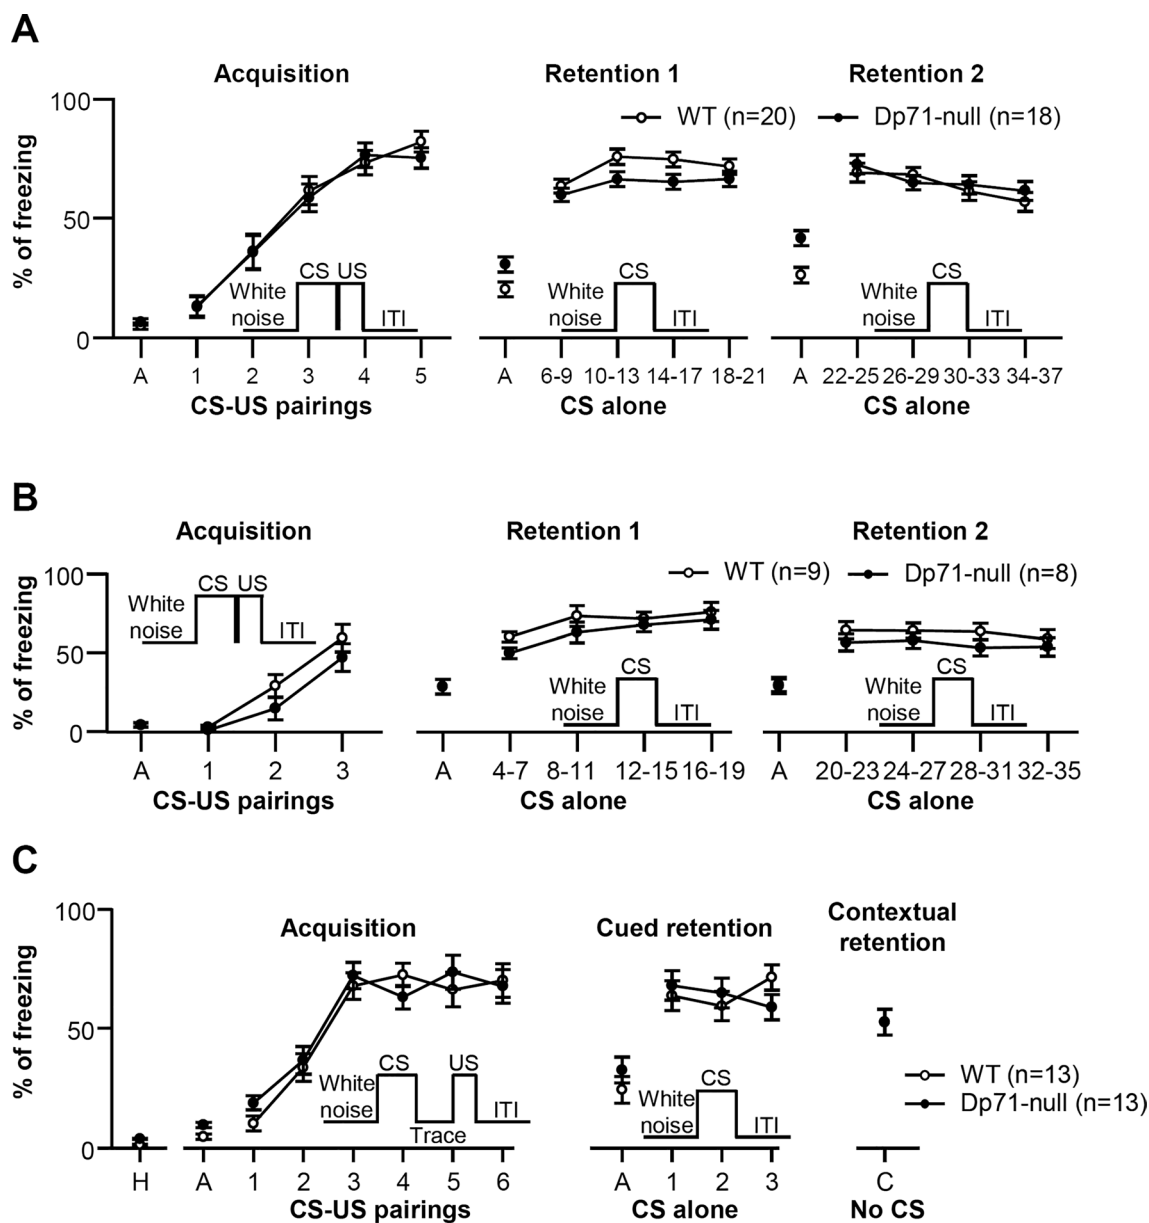 A
Acquisition
Retention 1
Retention 2
WT (n=20)
Dp71-null (n=18)
% of freezing
100
50
0
CS US
White
noise
ITI
CS
White
noise
ITI
CS
White
noise
ITI
A 1 2 3 4 5
CS-US pairings
A 6-9 10-13 14-17 18-21
CS alone
A 22-25 26-29 30-33 34-37
CS alone
B
Acquisition
Retention 1
Retention 2
WT (n=9)
Dp71-null (n=8)
% of freezing
100
50
0
CS US
White
noise
ITI
CS
White
noise
ITI
CS
White
noise
ITI
A 1 2 3
CS-US pairings
A 4-7 8-11 12-15 16-19
CS alone
A 20-23 24-27 28-31 32-35
CS alone
C
Acquisition
Cued retention
Contextual
retention
% of freezing
100
50
0
CS US
White
noise
ITI
Trace
CS
White
noise
ITI
WT (n=13)
Dp71-null (n=13)
H A 1 2 3 4 5 6
CS-US pairings
A 1 2 3
CS alone
C
No CS